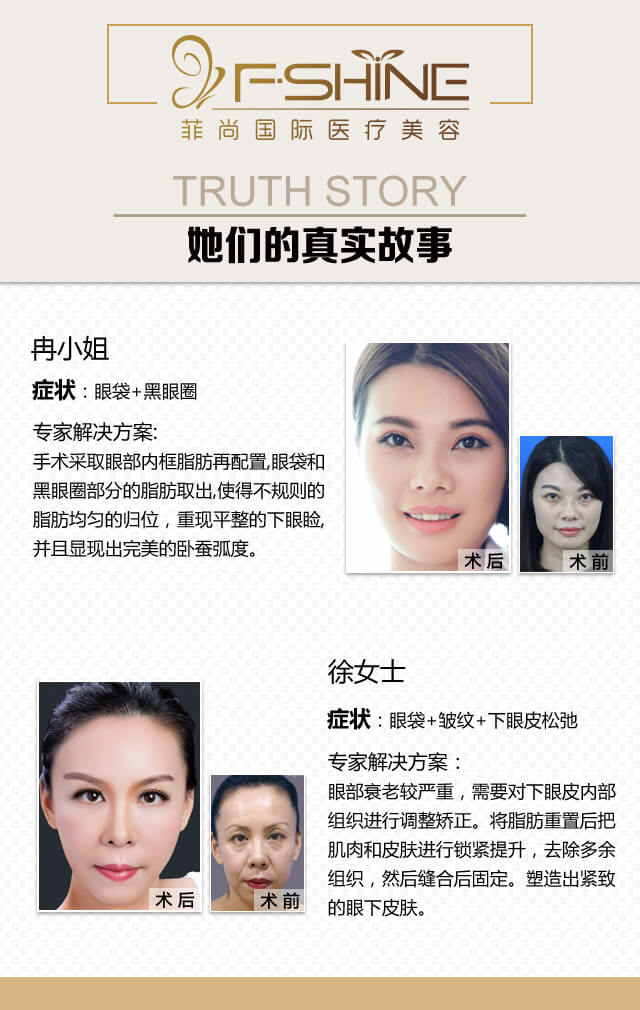 F·SHINE
菲尚国际医疗美容
TRUTH STORY
她们的真实故事
冉小姐
症状：眼袋+黑眼圈
专家解决方案:
手术采取眼部内框脂肪再配置,眼袋和
黑眼圈部分的脂肪取出,使得不规则的
脂肪均匀的归位，重现平整的下眼睑,
并且显现出完美的卧蚕弧度。
术后
术前
徐女士
症状：眼袋+皱纹+下眼皮松弛
专家解决方案：
眼部衰老较严重，需要对下眼皮内部
组织进行调整矫正。将脂肪重置后把
肌肉和皮肤进行锁紧提升，去除多余
组织，然后缝合后固定。塑造出紧致
的眼下皮肤。
术后
术前